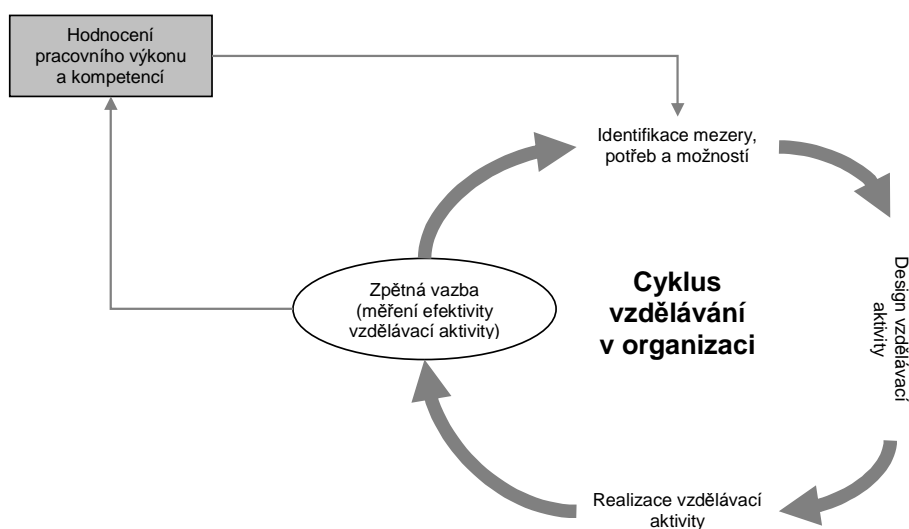 Hodnocení
pracovního výkonu
a kompetencí
Identifikace mezery,
potřeb a možností
Design vzdělávací
aktivity
Cyklus
vzdělávání
v organizaci
Zpětná vazba
(měření efektivity
vzdělávací aktivity)
Realizace vzdělávací
aktivity